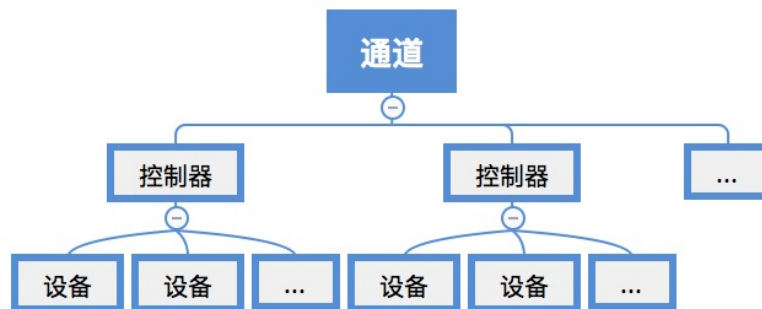 通道
控制器 控制器 ...
设备 设备 ... 设备 设备 ...